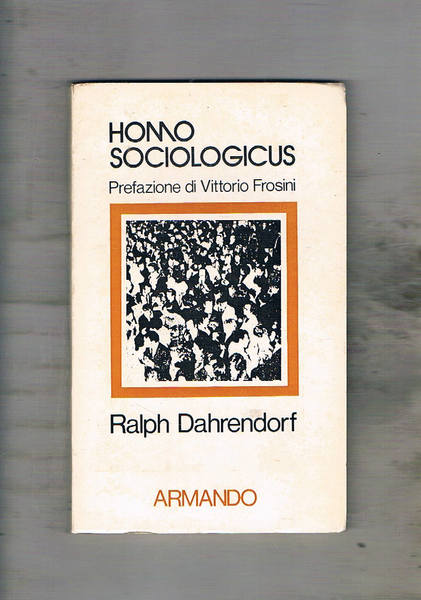 HOMO
SOCIOLOGICUS
Prefazione di Vittorio Frosini
Ralph Dahrendorf
ARMANDO